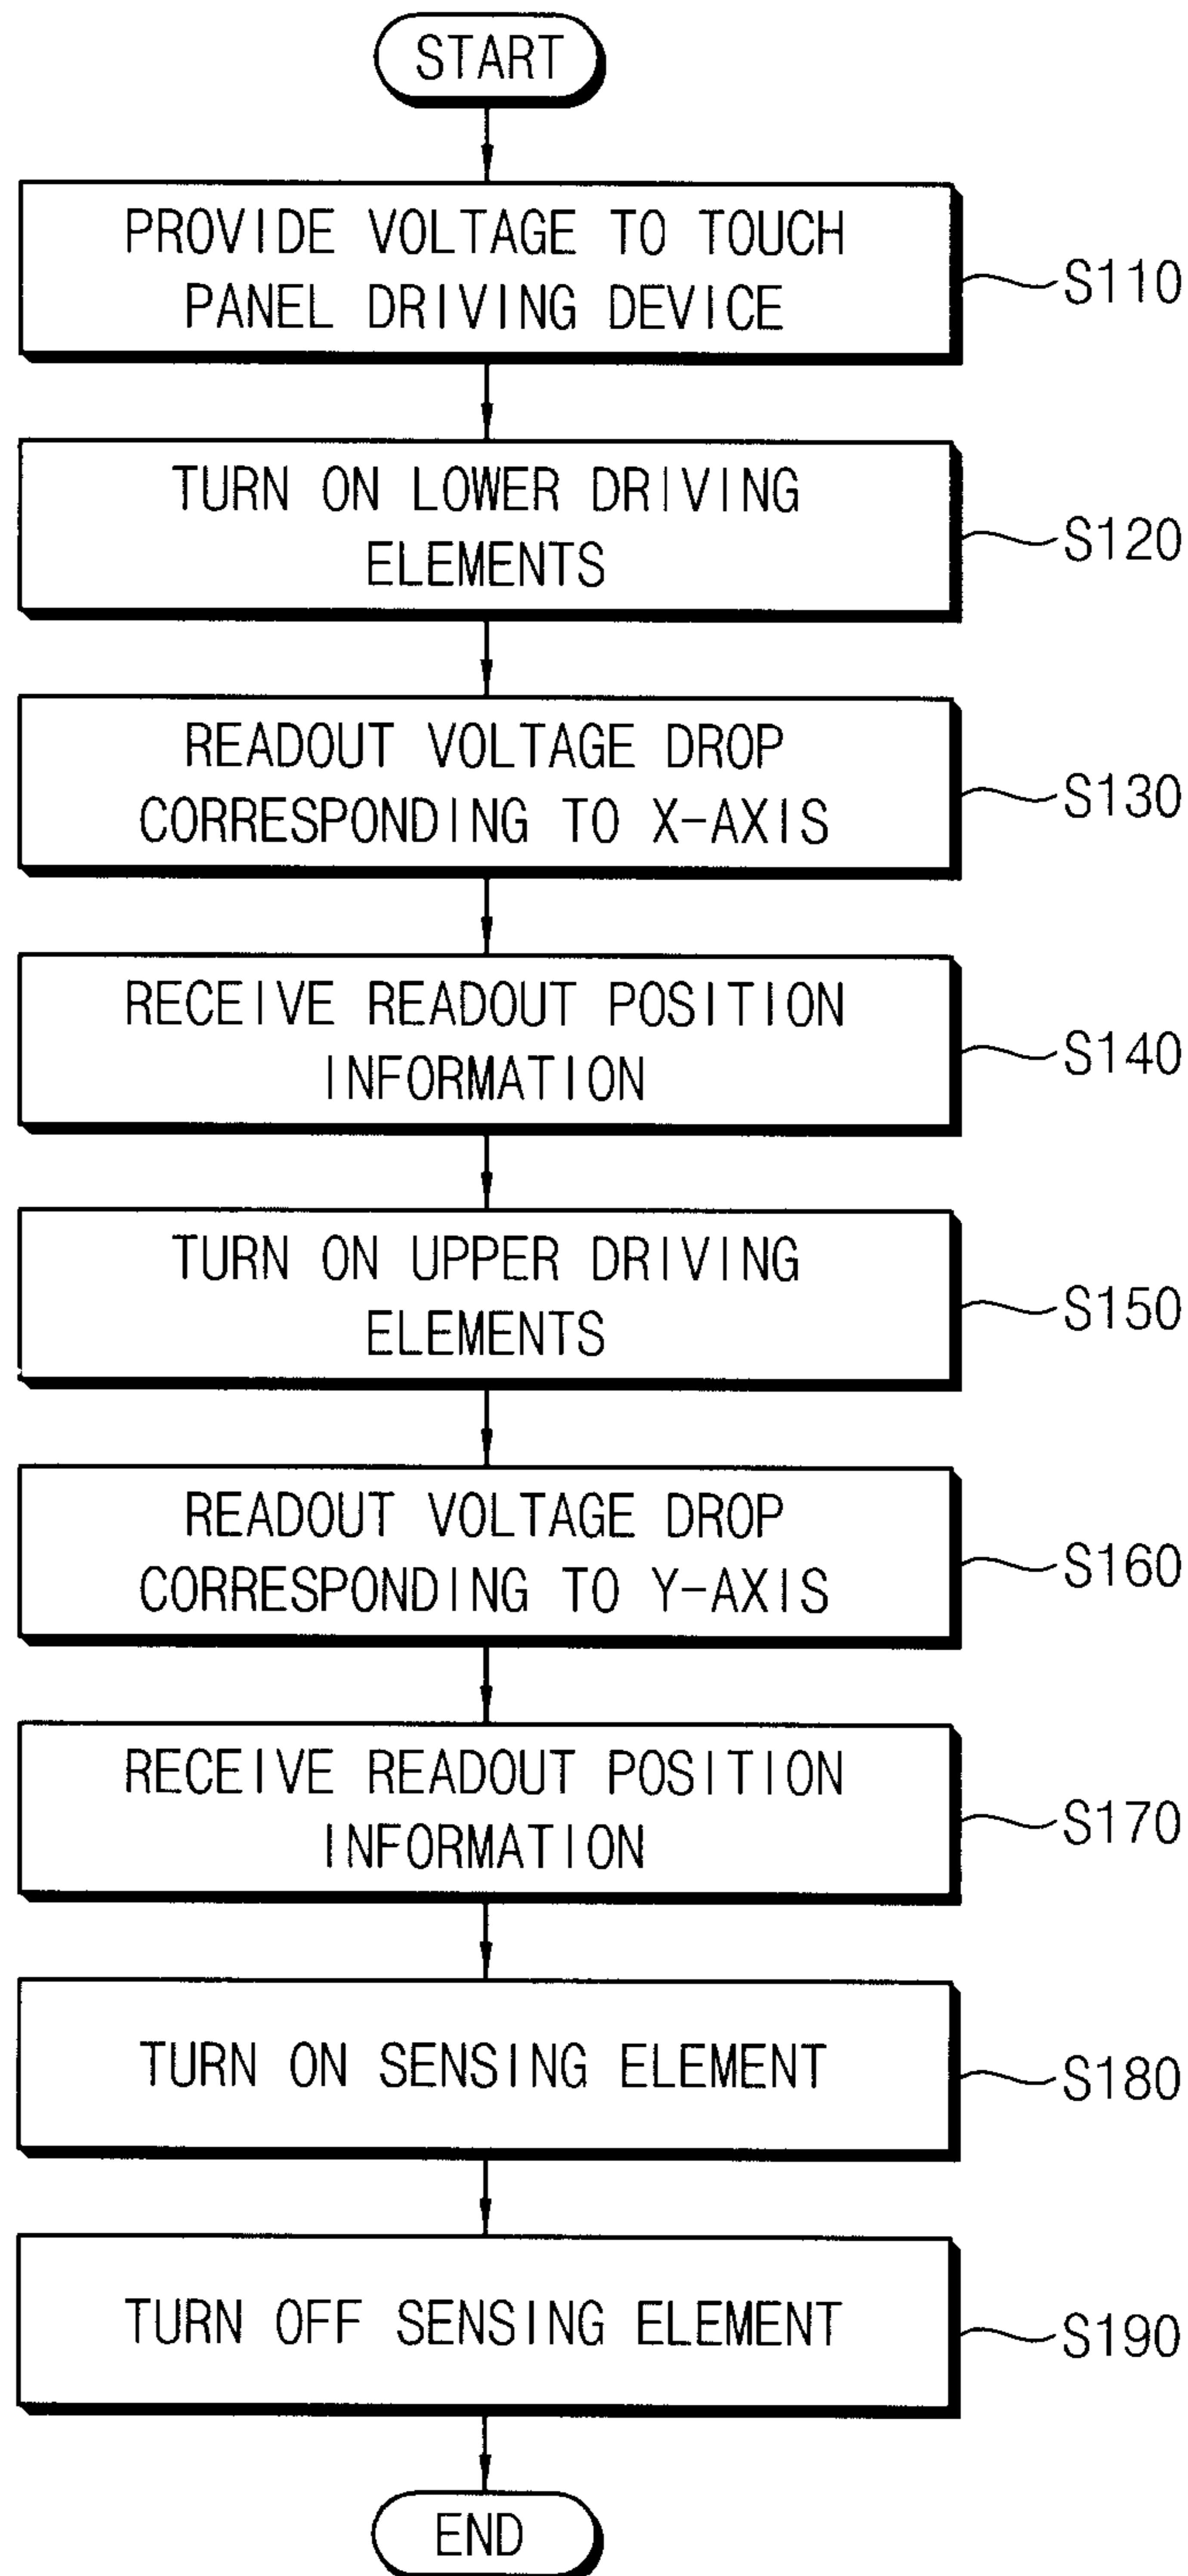 START
PROVIDE VOLTAGE TO TOUCH
PANEL DRIVING DEVICE
S110
TURN ON LOWER DRIVING
ELEMENTS
S120
READOUT VOLTAGE DROP
CORRESPONDING TO X-AXIS
S130
RECEIVE READOUT POSITION
INFORMATION
S140
TURN ON UPPER DRIVING
ELEMENTS
S150
READOUT VOLTAGE DROP
CORRESPONDING TO Y-AXIS
S160
RECEIVE READOUT POSITION
INFORMATION
S170
TURN ON SENSING ELEMENT
S180
TURN OFF SENSING ELEMENT
S190
END